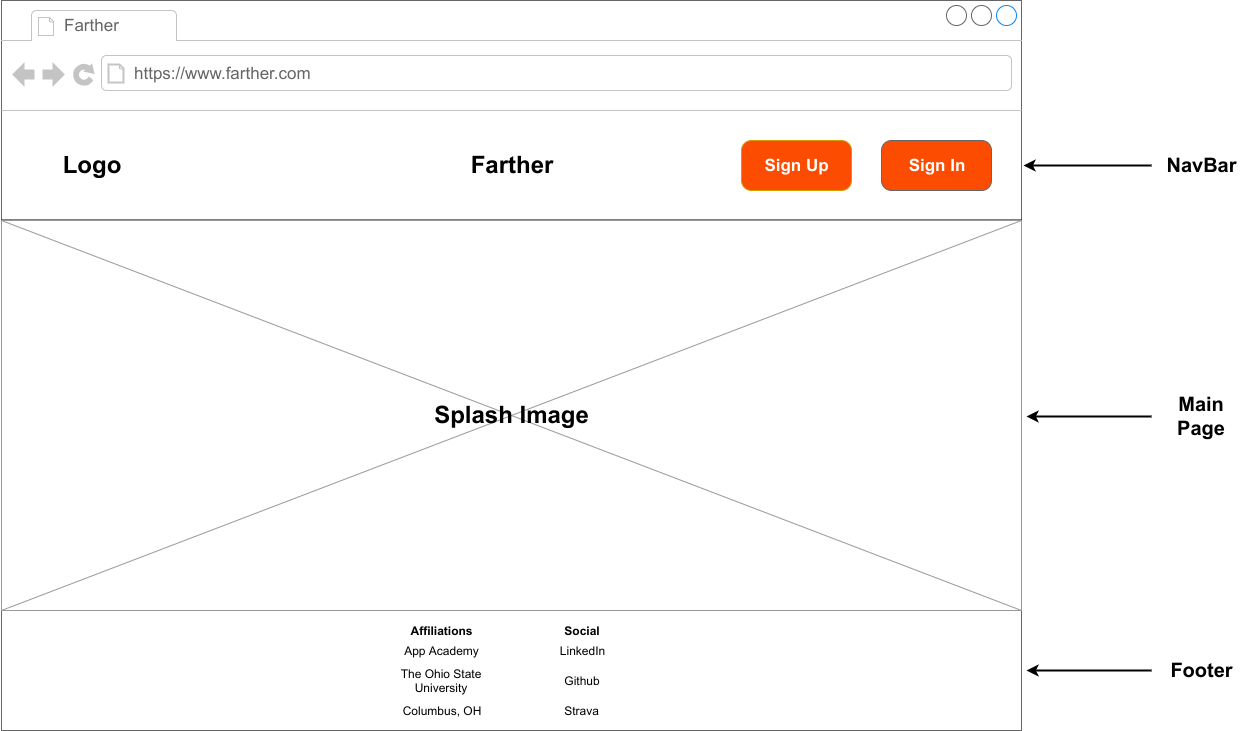 Farther
https://www.farther.com
Logo
Farther
Sign Up
Sign In
NavBar
Splash Image
Main
Page
Affiliations
Social
App Academy
LinkedIn
The Ohio State
University
Github
Columbus, OH
Strava
Footer